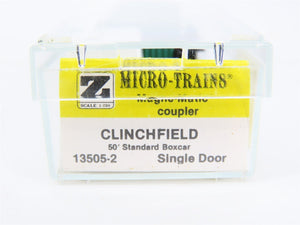 Z
SCALE 1:220
MICRO-TRAINS®
Magne-Matic
coupler
CLINCHFIELD
50' Standard Boxcar
13505-2 Single Door